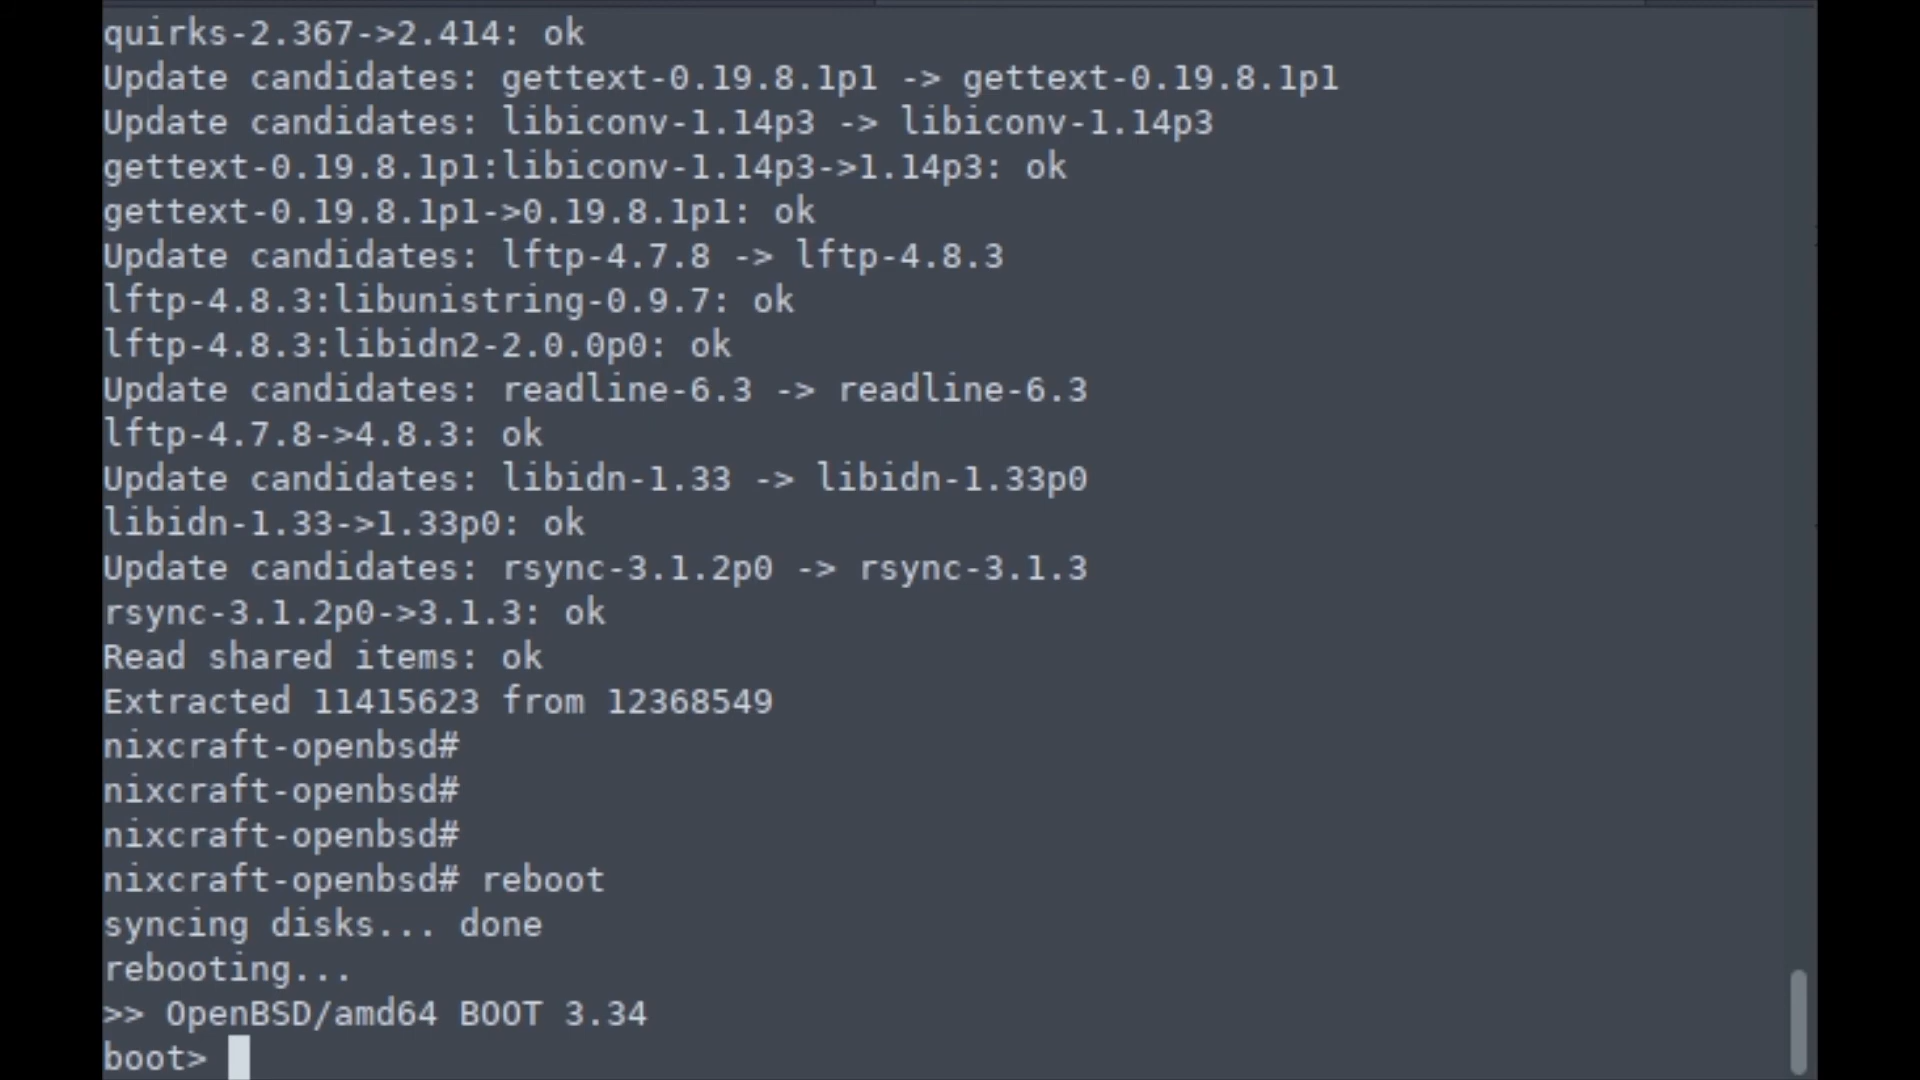 quirks-2.367->2.414: ok
Update candidates: gettext-0.19.8.1p1 -> gettext-0.19.8.1p1
Update candidates: libiconv-1.14p3 -> libiconv-1.14p3
gettext-0.19.8.1p1:libiconv-1.14p3->1.14p3: ok
gettext-0.19.8.1p1->0.19.8.1p1: ok
Update candidates: lftp-4.7.8 -> lftp-4.8.3
lftp-4.8.3:libunistring-0.9.7: ok
lftp-4.8.3:libidn2-2.0.0p0: ok
Update candidates: readline-6.3 -> readline-6.3
lftp-4.7.8->4.8.3: ok
Update candidates: libidn-1.33 -> libidn-1.33p0
libidn-1.33->1.33p0: ok
Update candidates: rsync-3.1.2p0 -> rsync-3.1.3
rsync-3.1.2p0->3.1.3: ok
Read shared items: ok
Extracted 11415623 from 12368549
nixcraft-openbsd#
nixcraft-openbsd#
nixcraft-openbsd#
nixcraft-openbsd# reboot
syncing disks... done
rebooting...
>> OpenBSD/amd64 BOOT 3.34
boot>